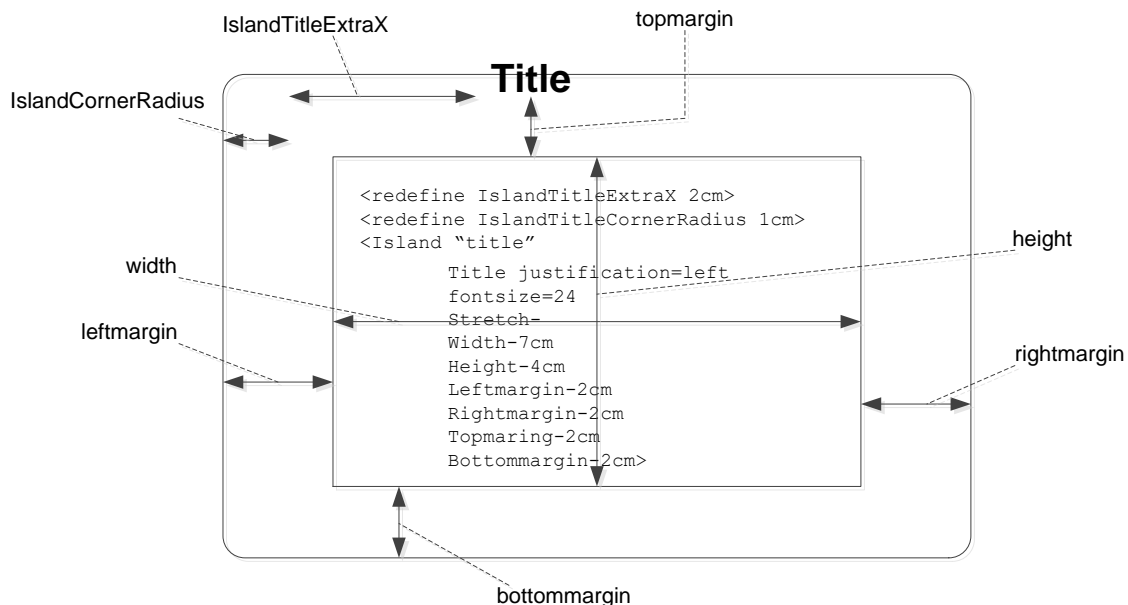 IslandTitleExtraX
topmargin
Title
IslandCornerRadius
<redefine IslandTitleExtraX 2cm>
<redefine IslandTitleCornerRadius 1cm>
<Island “title”
height
width
Title justification=left
fontsize=24
Stretch-
leftmargin
Width-7cm
rightmargin
Height-4cm
Leftmargin-2cm
Rightmargin-2cm
Topmaring-2cm
Bottommargin-2cm>
bottommargin